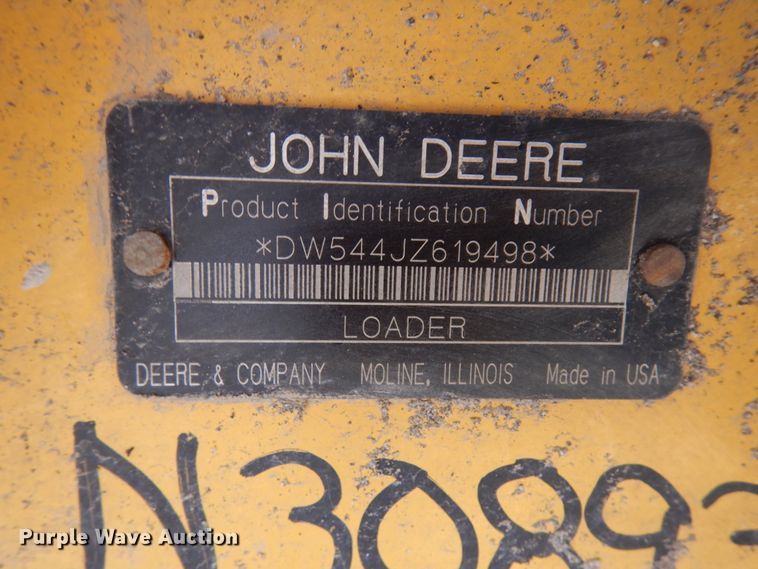 JOHN DEERE
Product Identification Number
*DW544JZ619498*
LOADER
DEERE & COMPANY MOLINE, ILLINOIS Made in USA
Purple Wave Auction